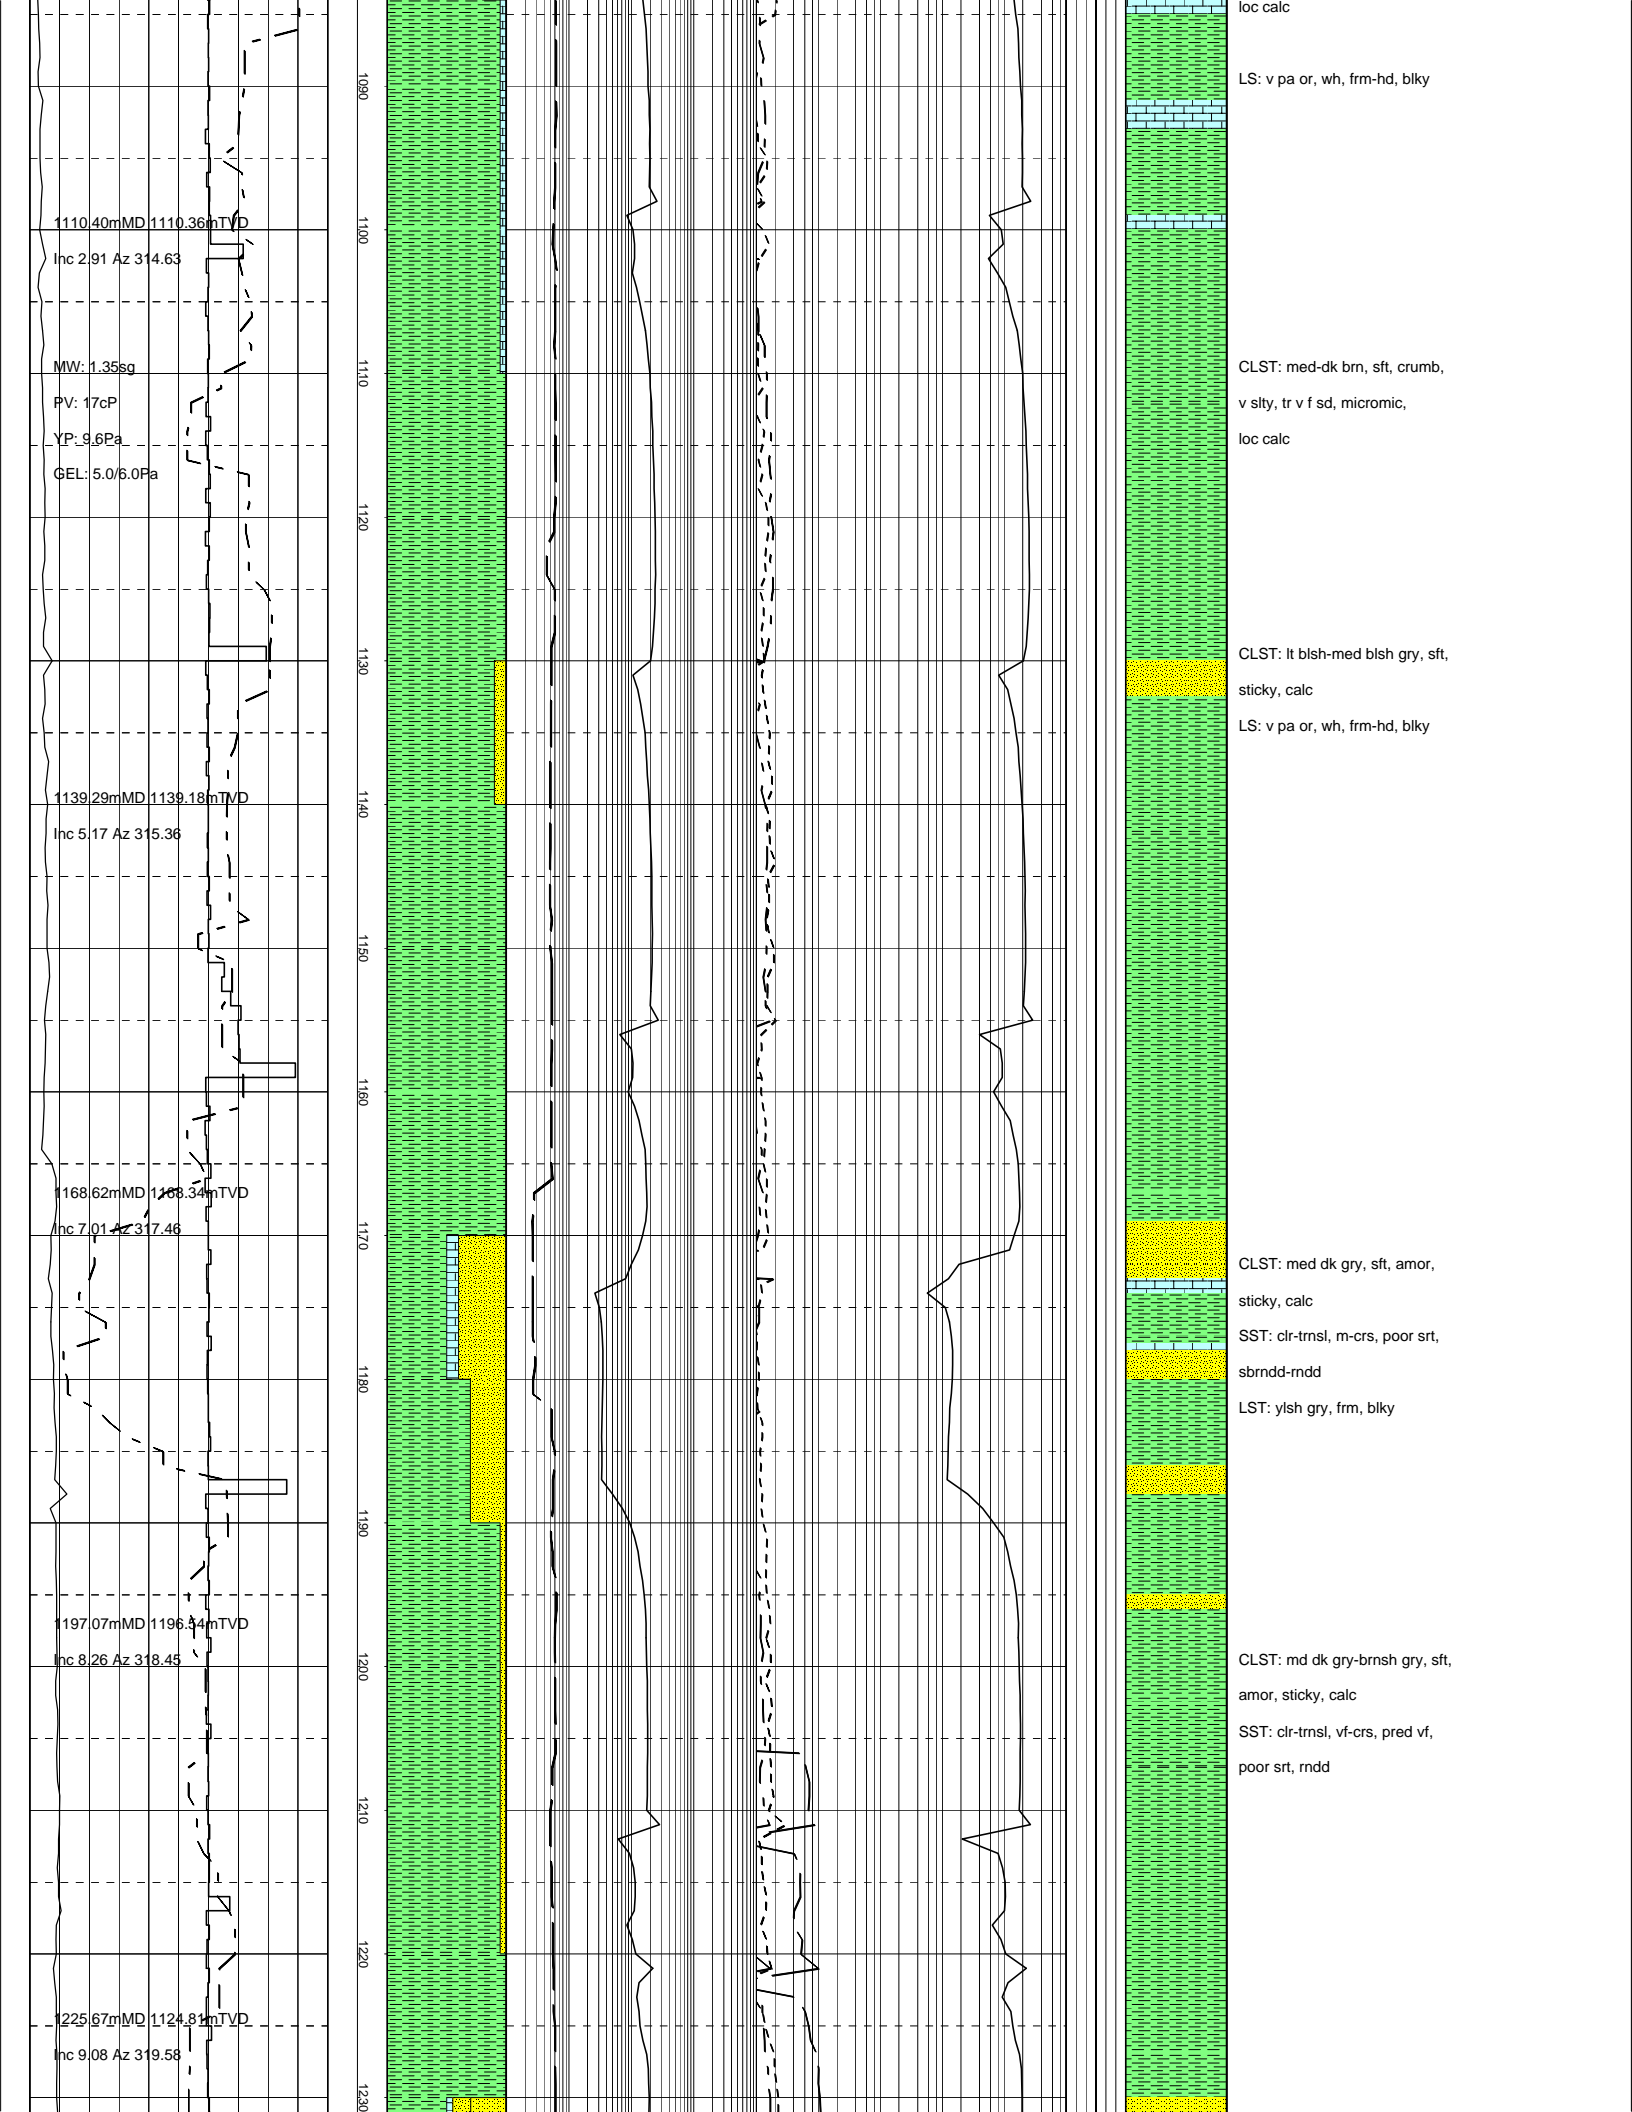 loc calc
LS: v pa or, wh, frm-hd, blky
1090
1110.40mMD 1110.36mTVD
1100
Inc 2.91 Az 314.63
MW: 1.35sg
1110
CLST: med-dk brn, sft, crumb,
PV: 17cP
v slty, tr v f sd, micromic,
YP: 9.6Pa
loc calc
GEL: 5.0/6.0Pa
1120
1130
CLST: lt blsh-med blsh gry, sft,
sticky, calc
LS: v pa or, wh, frm-hd, blky
1139.29mMD 1139.18mTVD
1140
Inc 5.17 Az 315.36
1150
1160
1168.62mMD 1168.34mTVD
Inc 7.01 Az 317.46
1170
CLST: med dk gry, sft, amor,
sticky, calc
SST: clr-trnsl, m-crs, poor srt,
sbrndd-rndd
1180
LST: ylsh gry, frm, blky
1190
1197.07mMD 1196.54mTVD
Inc 8.26 Az 318.45
1200
CLST: md dk gry-brnsh gry, sft,
amor, sticky, calc
SST: clr-trnsl, vf-crs, pred vf,
poor srt, rndd
1210
1220
1225.67mMD 1124.81mTVD
Inc 9.08 Az 319.58
1230